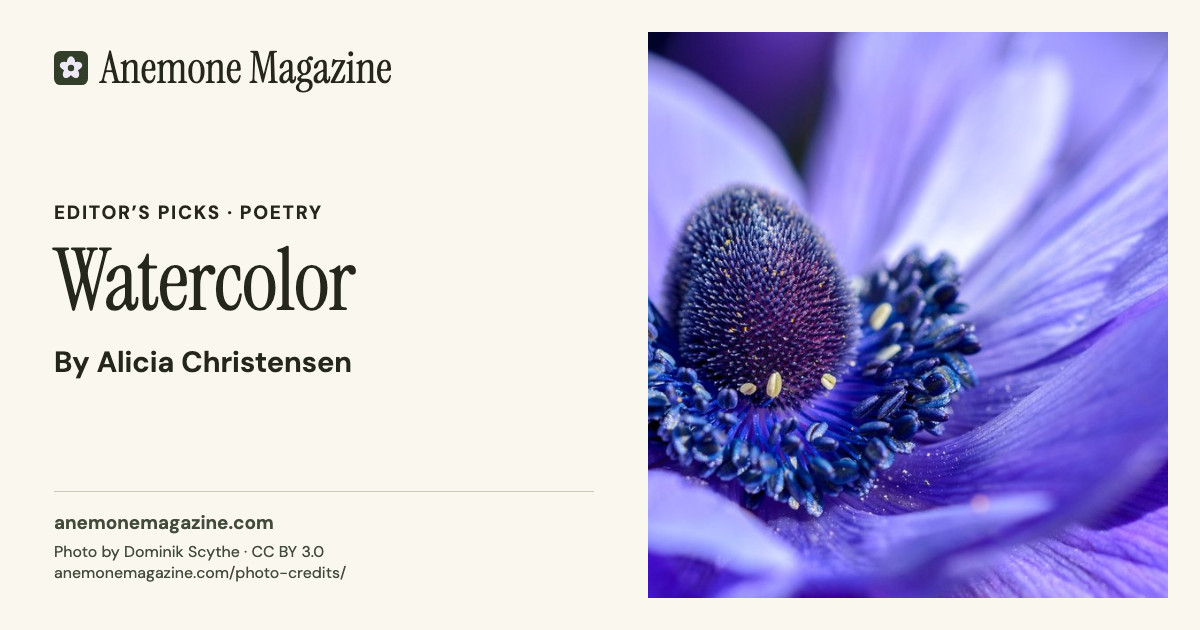 Anemone Magazine
EDITOR’S PICKS · POETRY
Watercolor
By Alicia Christensen
anemonemagazine.com
Photo by Dominik Scythe · CC BY 3.0
anemonemagazine.com/photo-credits/